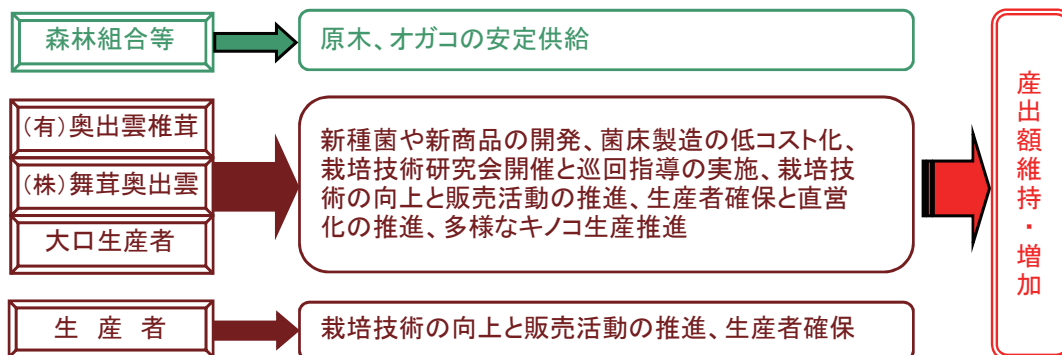 森林組合等
原木、オガコの安定供給
(有)奥出雲椎茸
(株)舞茸奥出雲
大口生産者
新種菌や新商品の開発、菌床製造の低コスト化、
栽培技術研究会開催と巡回指導の実施、栽培技
術の向上と販売活動の推進、生産者確保と直営
化の推進、多様なキノコ生産推進
生 産 者
栽培技術の向上と販売活動の推進、生産者確保
産出額維持・増加